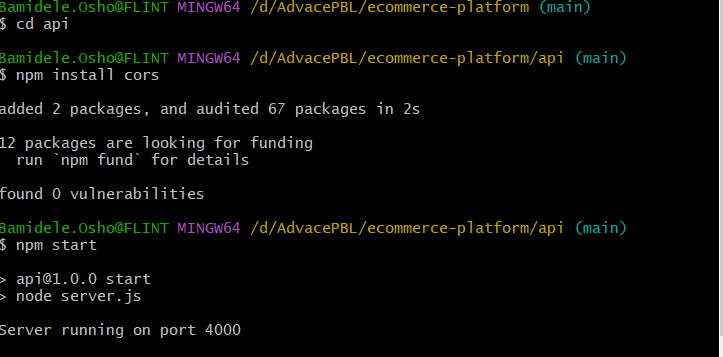 Bamidele.Osho@FLINT MINGW64 /d/AdvacePBL/ecommerce-platform (main)
$ cd api
Bamidele.Osho@FLINT MINGW64 /d/AdvacePBL/ecommerce-platform/api (main)
$ npm install cors
added 2 packages, and audited 67 packages in 2s
12 packages are looking for funding
run `npm fund` for details
found 0 vulnerabilities
Bamidele.Osho@FLINT MINGW64 /d/AdvacePBL/ecommerce-platform/api (main)
$ npm start
> api@1.0.0 start
> node server.js
Server running on port 4000